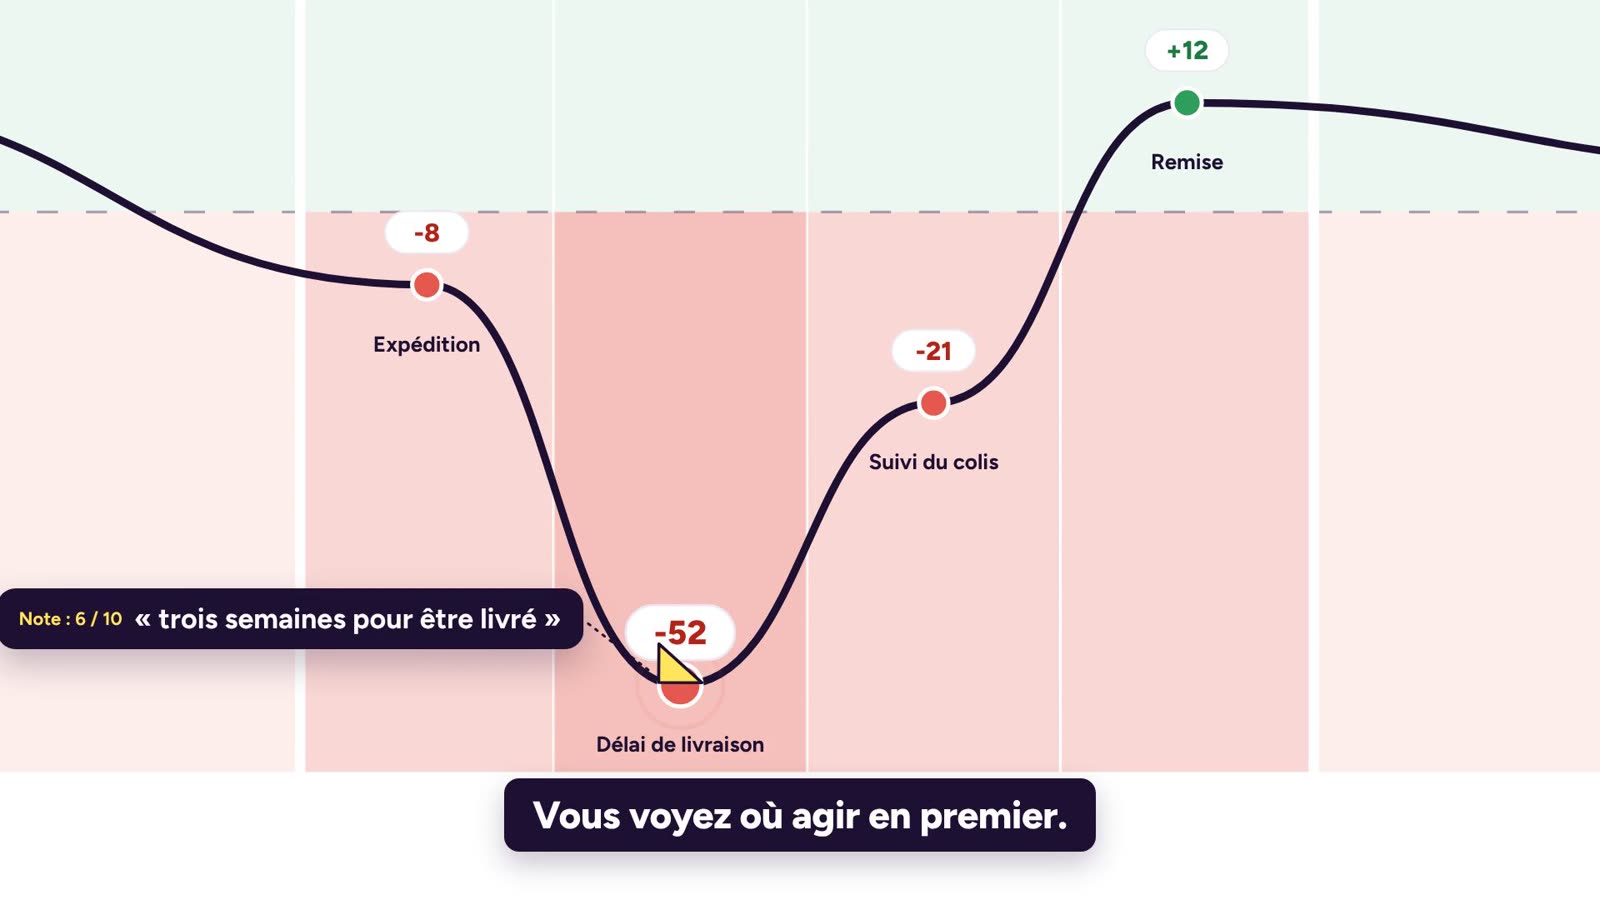 +12
Remise
-8
Expédition
-21
Suivi du colis
Note : 6 / 10 « trois semaines pour être livré »
-52
Délai de livraison
Vous voyez où agir en premier.